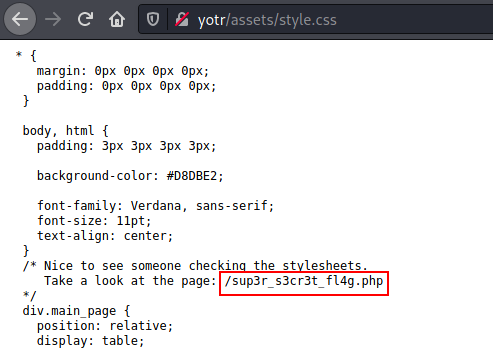 yotr/assets/style.css
* {
margin: 0px 0px 0px 0px;
padding: 0px 0px 0px 0px;
}
body, html {
padding: 3px 3px 3px 3px;
background-color: #D8DBE2;
font-family: Verdana, sans-serif;
font-size: 11pt;
text-align: center;
}
/* Nice to see someone checking the stylesheets.
Take a look at the page: /sup3r_s3cr3t_fl4g.php
*/
div.main_page {
position: relative;
display: table;